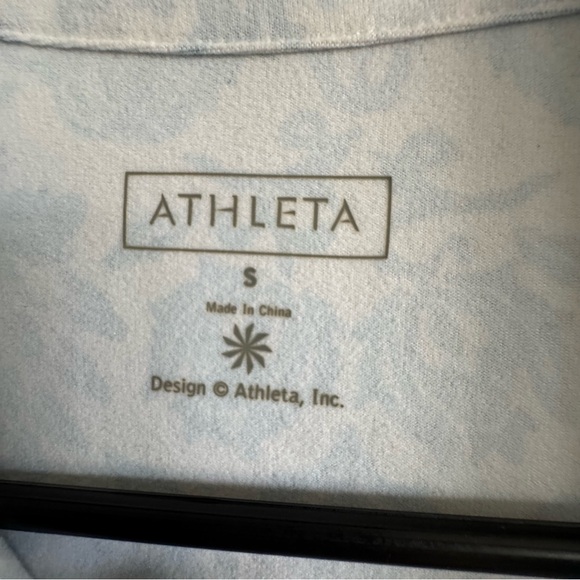 ATHLETA
S
Made In China
Design © Athleta, Inc.